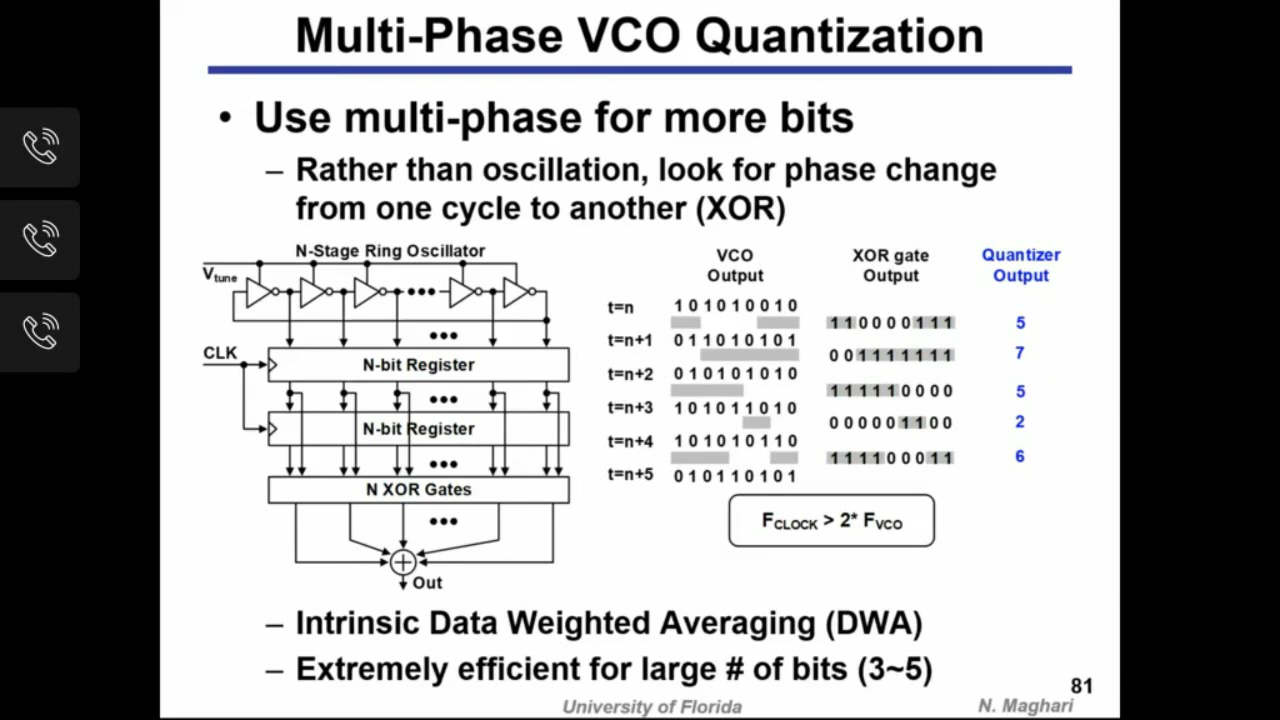 Multi-Phase VCO Quantization
• Use multi-phase for more bits
– Rather than oscillation, look for phase change
from one cycle to another (XOR)
N-Stage Ring Oscillator
Vtune
CLK
N-bit Register
N-bit Register
N XOR Gates
Out
VCO Output
XOR gate Output
Quantizer Output
t=n 1 0 1 0 1 0 0 1 0
1 1 0 0 0 0 1 1 1 5
t=n+1 0 1 1 0 1 0 1 0 1
0 0 1 1 1 1 1 1 1 7
t=n+2 0 1 0 1 0 1 0 1 0
1 1 1 1 1 0 0 0 0 5
t=n+3 1 0 1 0 1 1 0 1 0
0 0 0 0 0 1 1 0 0 2
t=n+4 1 0 1 0 1 0 1 1 0
1 1 1 1 0 0 0 1 1 6
t=n+5 0 1 0 1 1 0 1 0 1
FCLOCK > 2* FVCO
– Intrinsic Data Weighted Averaging (DWA)
– Extremely efficient for large # of bits (3~5)
81
University of Florida
N. Maghari